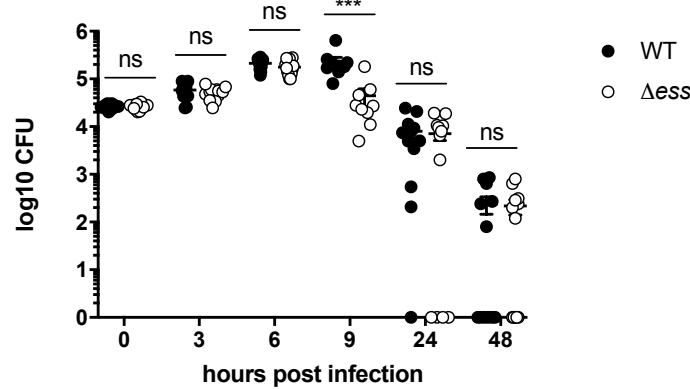 ***
ns
6
ns
WT
ns
5
ns
Δess
4
ns
log10 CFU
3
2
1
0
0 3 6 9 24 48
hours post infection